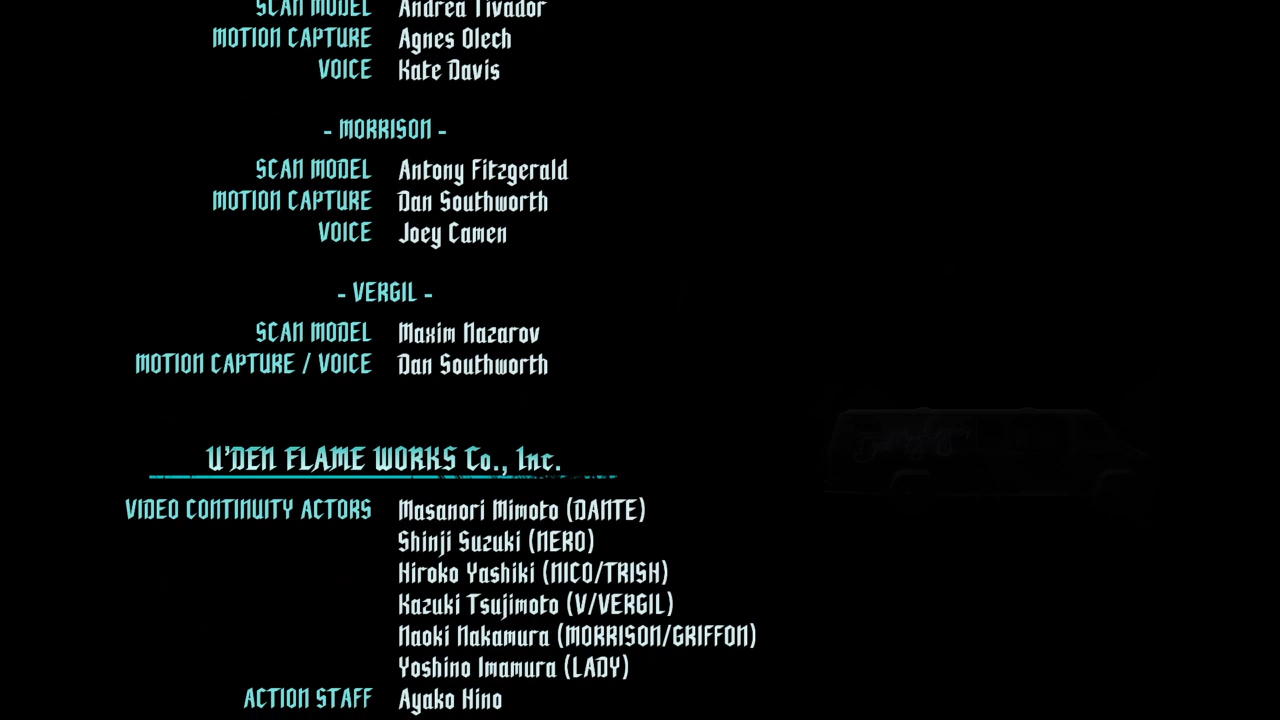 SCAN MODEL Andrea Tivador
MOTION CAPTURE Agnes Olech
VOICE Kate Davis
- MORRISON -
SCAN MODEL Antony Fitzgerald
MOTION CAPTURE Dan Southworth
VOICE Joey Camen
- VERGIL -
SCAN MODEL Maxim Nazarov
MOTION CAPTURE / VOICE Dan Southworth
U'DEN FLAME WORKS Co., Inc.
VIDEO CONTINUITY ACTORS Masanori Mimoto (DANTE)
Shinji Suzuki (NERO)
Hiroko Yashiki (NICO/TRISH)
Kazuki Tsujimoto (V/VERGIL)
Naoki Nakamura (MORRISON/GRIFFON)
Yoshino Imamura (LADY)
ACTION STAFF Ayako Hino